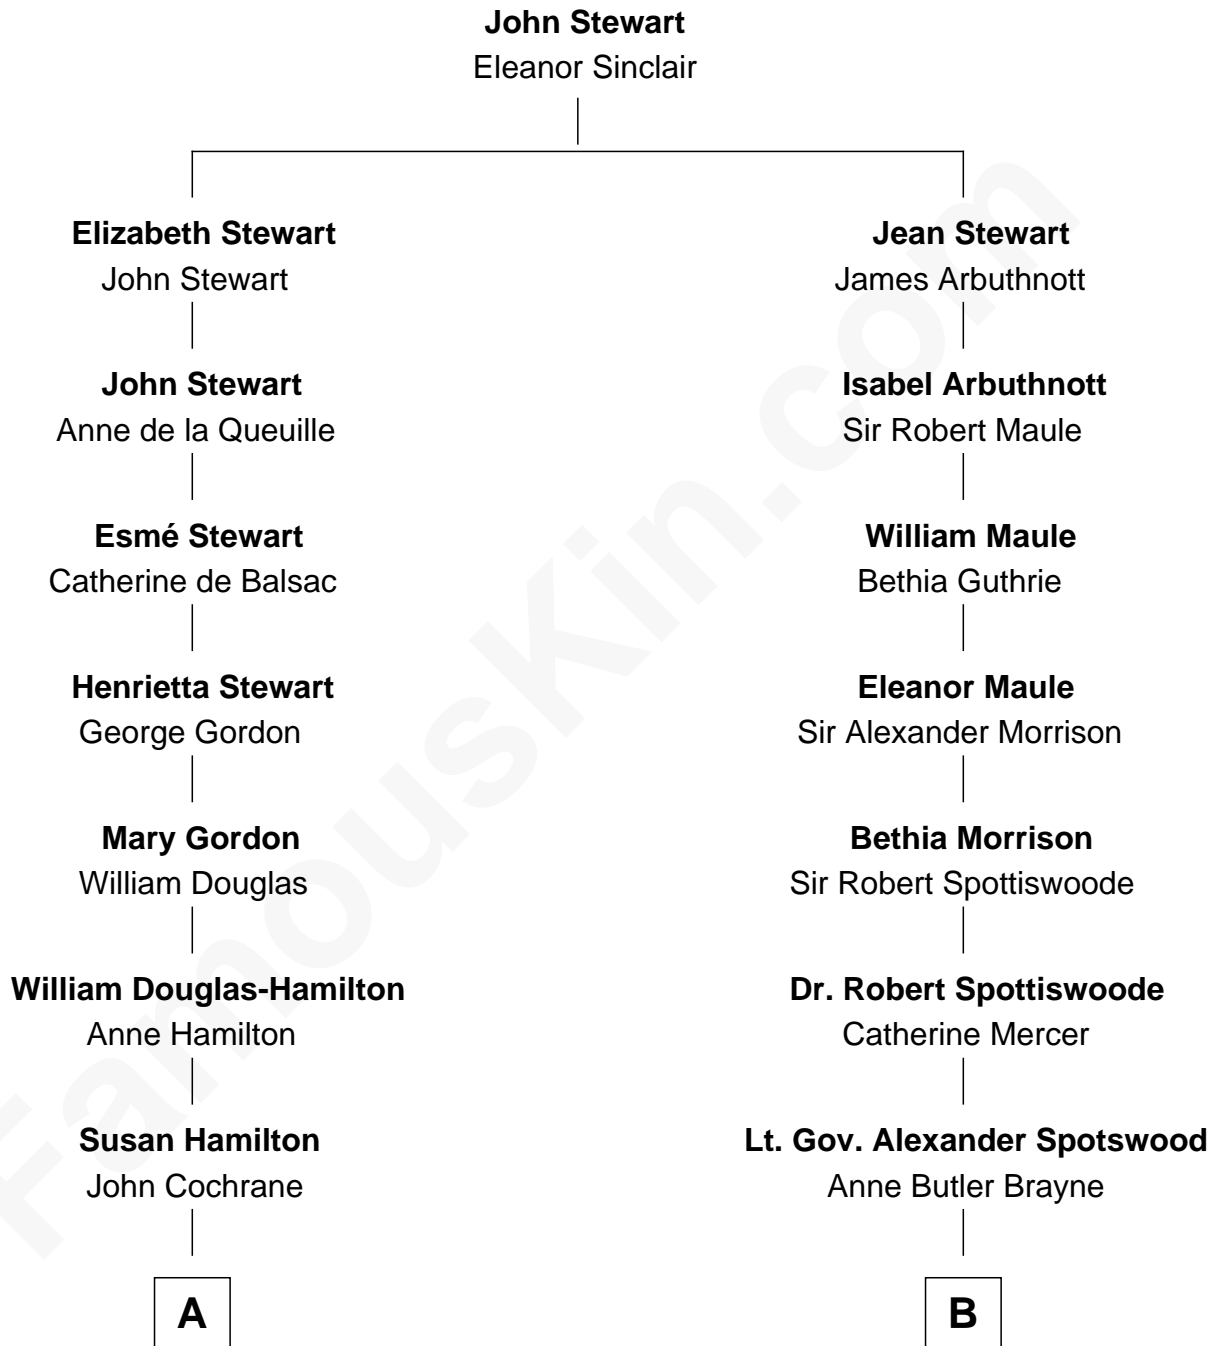 John Stewart
Eleanor Sinclair
Elizabeth Stewart
John Stewart
Jean Stewart
James Arbuthnott
John Stewart
Anne de la Queuille
Isabel Arbuthnott
Sir Robert Maule
Esmé Stewart
Catherine de Balsac
William Maule
Bethia Guthrie
Henrietta Stewart
George Gordon
Eleanor Maule
Sir Alexander Morrison
Mary Gordon
William Douglas
Bethia Morrison
Sir Robert Spottiswoode
William Douglas-Hamilton
Anne Hamilton
Dr. Robert Spottiswoode
Catherine Mercer
Susan Hamilton
John Cochrane
Lt. Gov. Alexander Spotswood
Anne Butler Brayne
A
B
FamousKin.com